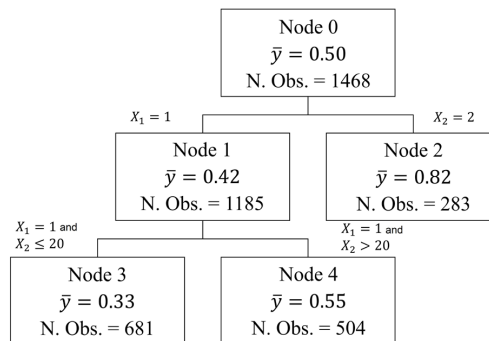 Node 0
ȳ = 0.50
N. Obs. = 1468
X₁ = 1
X₂ = 2
Node 1
ȳ = 0.42
N. Obs. = 1185
Node 2
ȳ = 0.82
N. Obs. = 283
X₁ = 1 and
X₂ ≤ 20
X₁ = 1 and
X₂ > 20
Node 3
ȳ = 0.33
N. Obs. = 681
Node 4
ȳ = 0.55
N. Obs. = 504